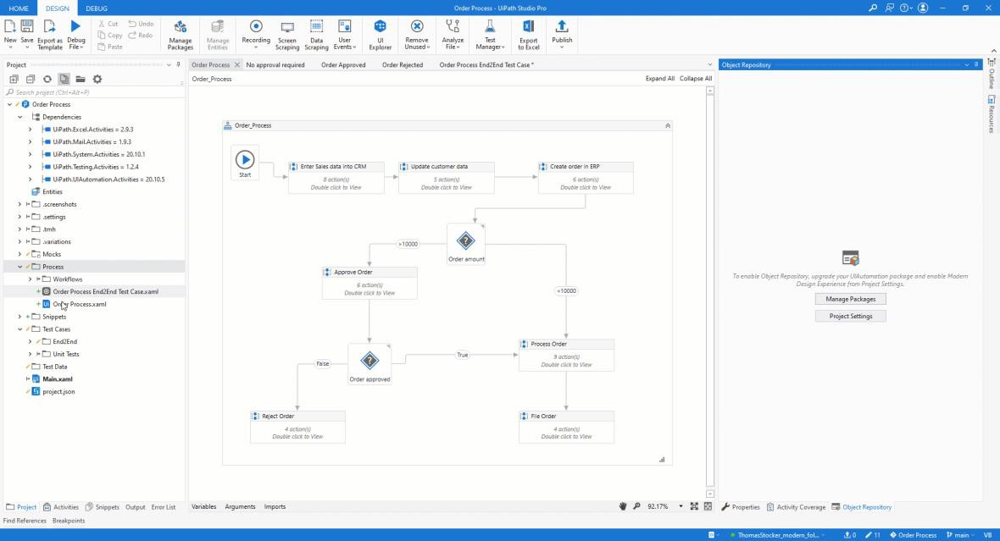 HOME DESIGN DEBUG
Order Process - UiPath Studio Pro
New Save Export as Template Debug File
Cut Copy Paste Undo Redo
Manage Packages
Manage Entities
Recording Screen Scraping Data Scraping User Events
UI Explorer
Remove Unused
Analyze File
Test Manager
Export to Excel
Publish
Project
Search project (Ctrl+Alt+P)
Order Process
Dependencies
UiPath.Excel.Activities = 2.9.3
UiPath.Mail.Activities = 1.9.3
UiPath.System.Activities = 20.10.1
UiPath.Testing.Activities = 1.2.4
UiPath.UIAutomation.Activities = 20.10.5
Entities
.screenshots
.settings
.tmh
.variations
Mocks
Process
Workflows
Order Process End2End Test Case.xaml
Order Process.xaml
Snippets
Test Cases
End2End
Unit Tests
Test Data
Main.xaml
project.json
Project Activities Snippets Output Error List
Find References Breakpoints
Order Process No approval required Order Approved Order Rejected Order Process End2End Test Case *
Order_Process
Expand All Collapse All
Order_Process
Start
Enter Sales data into CRM
8 action(s)
Double click to View
Update customer data
5 action(s)
Double click to View
Create order in ERP
6 action(s)
Double click to View
Order amount
>10000
<10000
Approve Order
6 action(s)
Double click to View
Order approved
True
False
Process Order
9 action(s)
Double click to View
Reject Order
4 action(s)
Double click to View
File Order
4 action(s)
Double click to View
Variables Arguments Imports
92.17%
Object Repository
To enable Object Repository, upgrade your UIAutomation package and enable Modern
Design Experience from Project Settings.
Manage Packages
Project Settings
Properties Activity Coverage Object Repository
Outline
Resources
ThomasStocker_modern_fol... 0 11 Order Process main VB